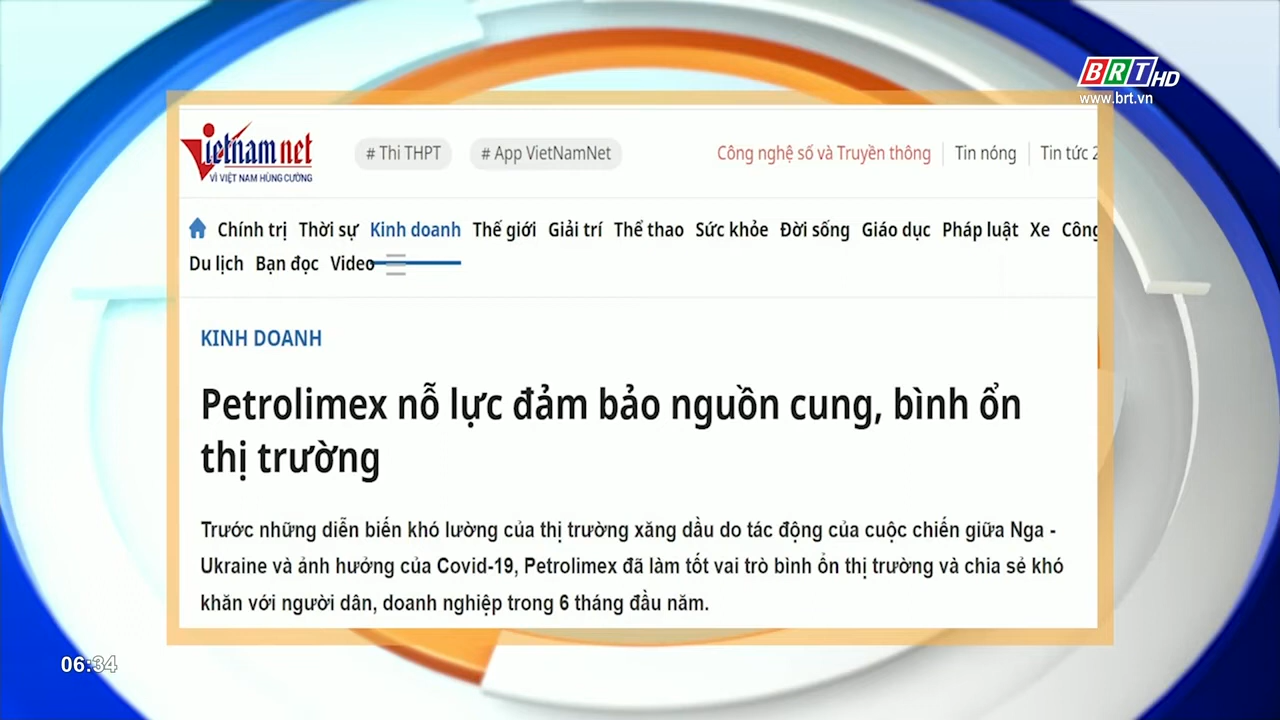 BRT HD
www.brt.vn
Vietnamnet
VÌ VIỆT NAM HÙNG CƯỜNG
# Thi THPT # App VietNamNet Công nghệ số và Truyền thông Tin nóng Tin tức 2
Chính trị Thời sự Kinh doanh Thế giới Giải trí Thể thao Sức khỏe Đời sống Giáo dục Pháp luật Xe Công
Du lịch Bạn đọc Video
KINH DOANH
Petrolimex nỗ lực đảm bảo nguồn cung, bình ổn
thị trường
Trước những diễn biến khó lường của thị trường xăng dầu do tác động của cuộc chiến giữa Nga -
Ukraine và ảnh hưởng của Covid-19, Petrolimex đã làm tốt vai trò bình ổn thị trường và chia sẻ khó
khăn với người dân, doanh nghiệp trong 6 tháng đầu năm.
06:34